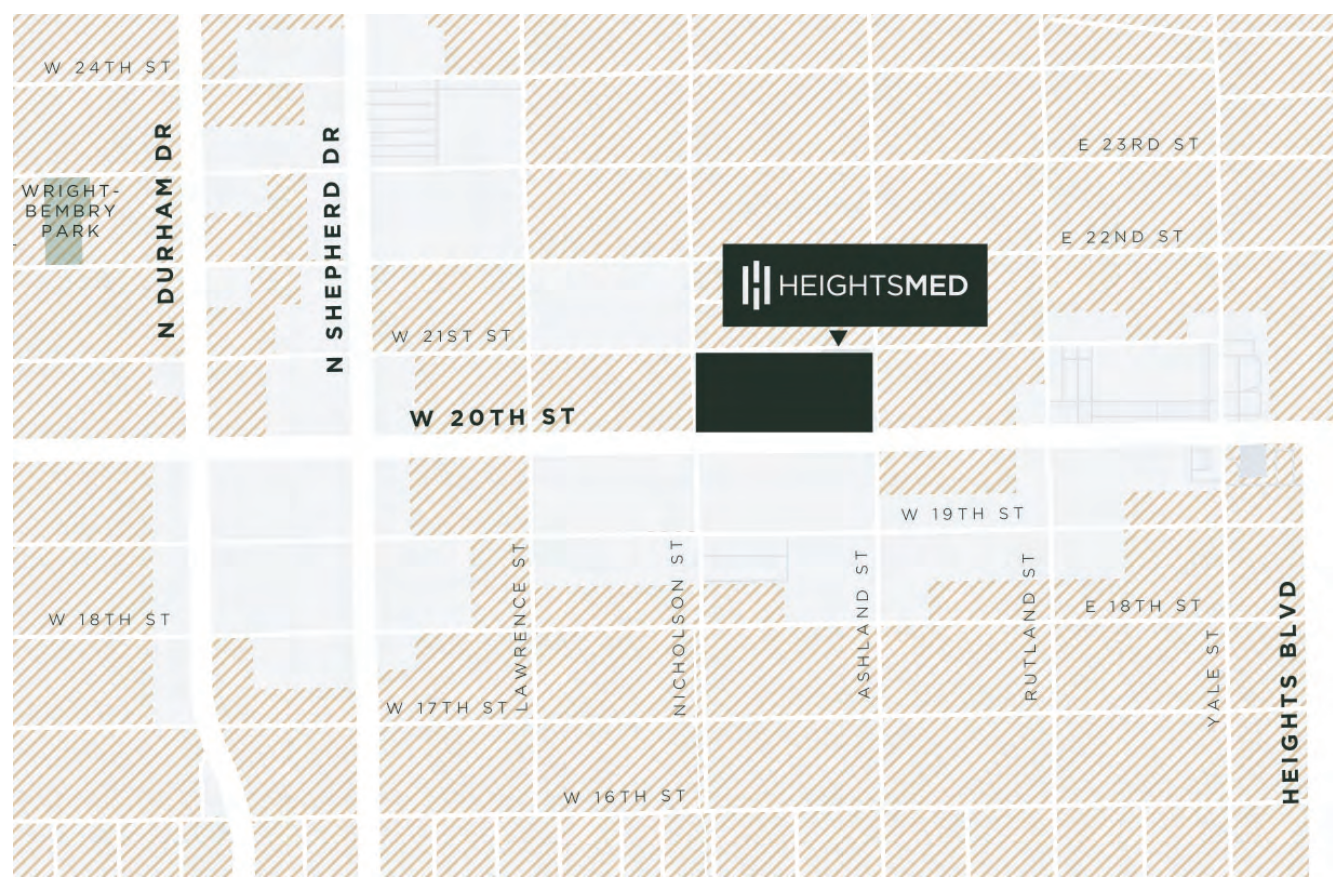 W 24TH ST
N DURHAM DR
N SHEPHERD DR
E 23RD ST
WRIGHT-
BEMBRY
PARK
E 22ND ST
HEIGHTSMED
W 21ST ST
W 20TH ST
W 19TH ST
LAWRENCE ST
NICHOLSON ST
ASHLAND ST
RUTLAND ST
YALE ST
HEIGHTS BLVD
W 18TH ST
E 18TH ST
W 17TH ST
W 16TH ST